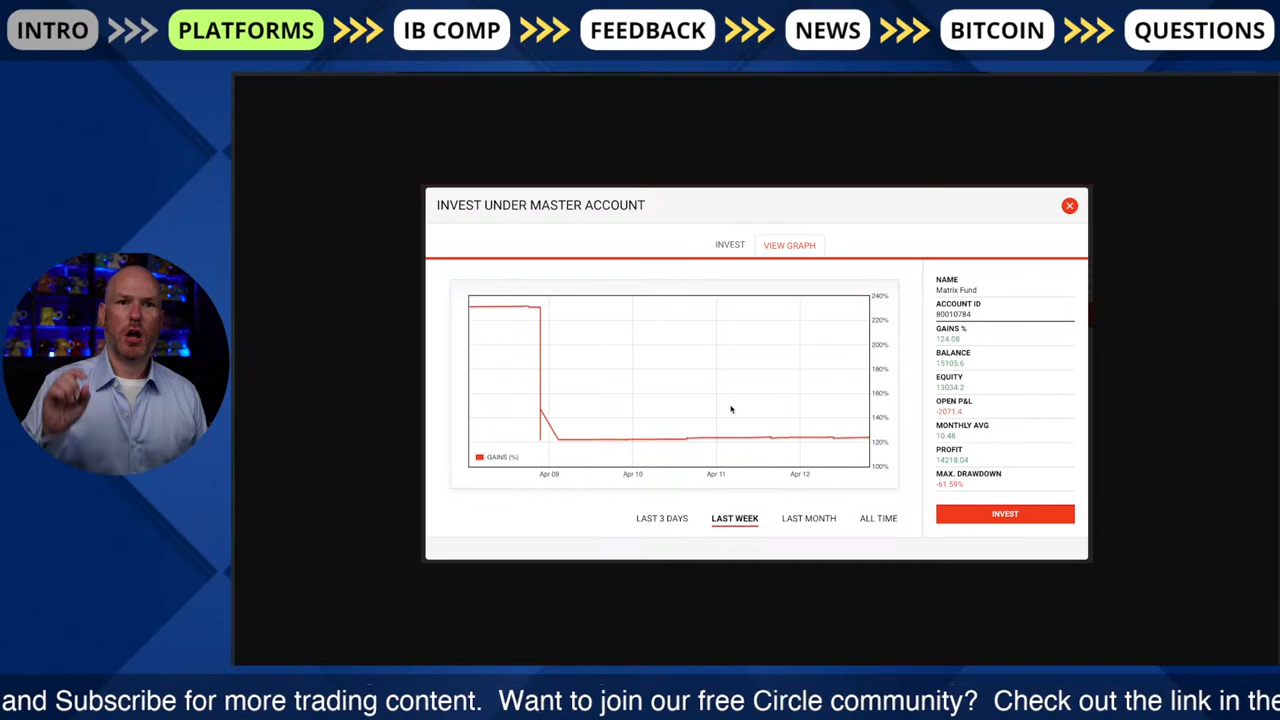 INTRO PLATFORMS IB COMP FEEDBACK NEWS BITCOIN QUESTIONS
INVEST UNDER MASTER ACCOUNT
INVEST VIEW GRAPH
240%
220%
200%
180%
160%
140%
120%
100%
GAINS (%)
Apr 09 Apr 10 Apr 11 Apr 12
LAST 3 DAYS LAST WEEK LAST MONTH ALL TIME
NAME
Matrix Fund
ACCOUNT ID
80010784
GAINS %
124.08
BALANCE
15105.6
EQUITY
13034.2
OPEN P&L
-2071.4
MONTHLY AVG
10.48
PROFIT
14218.04
MAX. DRAWDOWN
-61.59%
INVEST
and Subscribe for more trading content. Want to join our free Circle community? Check out the link in the